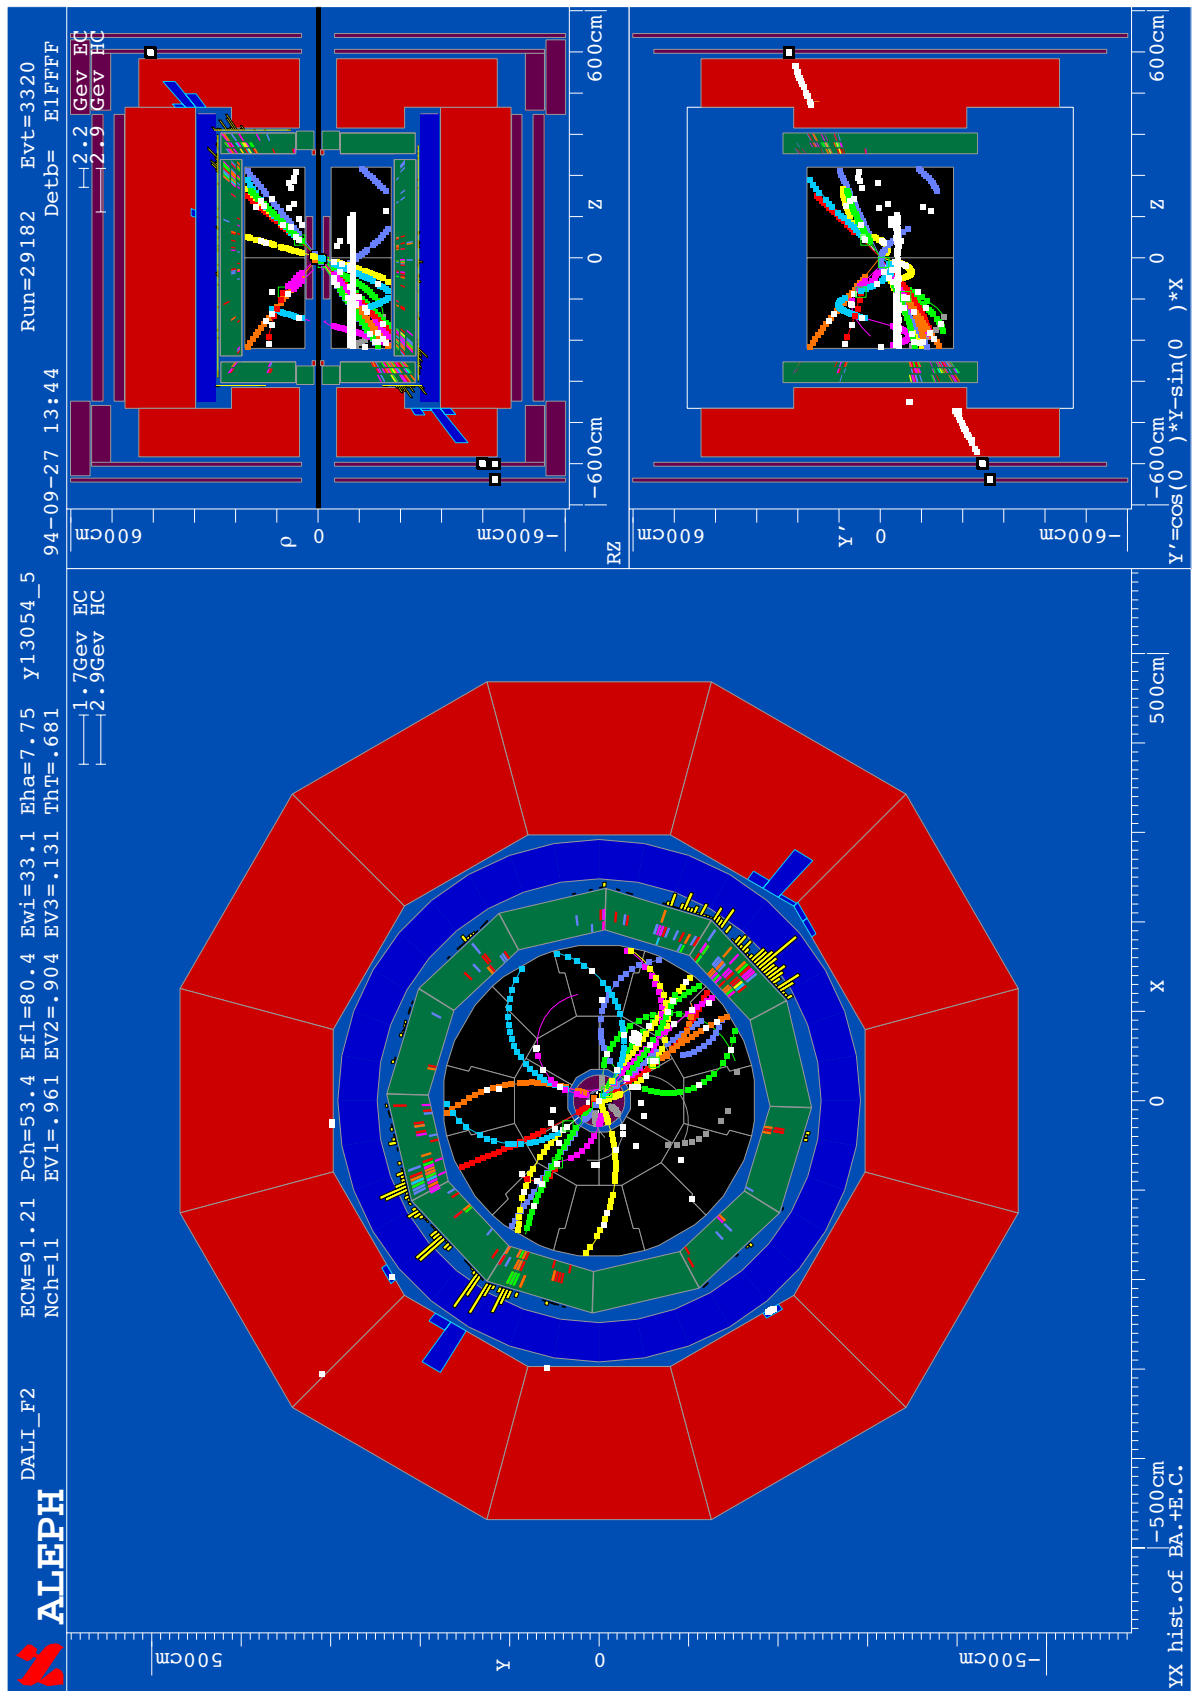 ALEPH DALI_F2 ECM=91.21 Pch=53.4 Efl=80.4 Ewi=33.1 Eha=7.75 y13054_5
Nch=11 EV1=.961 EV2=.904 EV3=.131 ThT=.681
94-09-27 13:44 Run=29182 Evt=3320
Detb= E1FFFF
1.7Gev EC
2.9Gev HC
500cm
X
0
-500cm
500cm
Y
0
-500cm
YX hist.of BA.+E.C.
2.2 Gev EC
2.9 Gev HC
600cm
Z
0
-600cm
600cm
ρ
0
-600cm
RZ
600cm
Z
0
-600cm
600cm
Y'
0
-600cm
Y'=cos(0 )*Y-sin(0 )*X